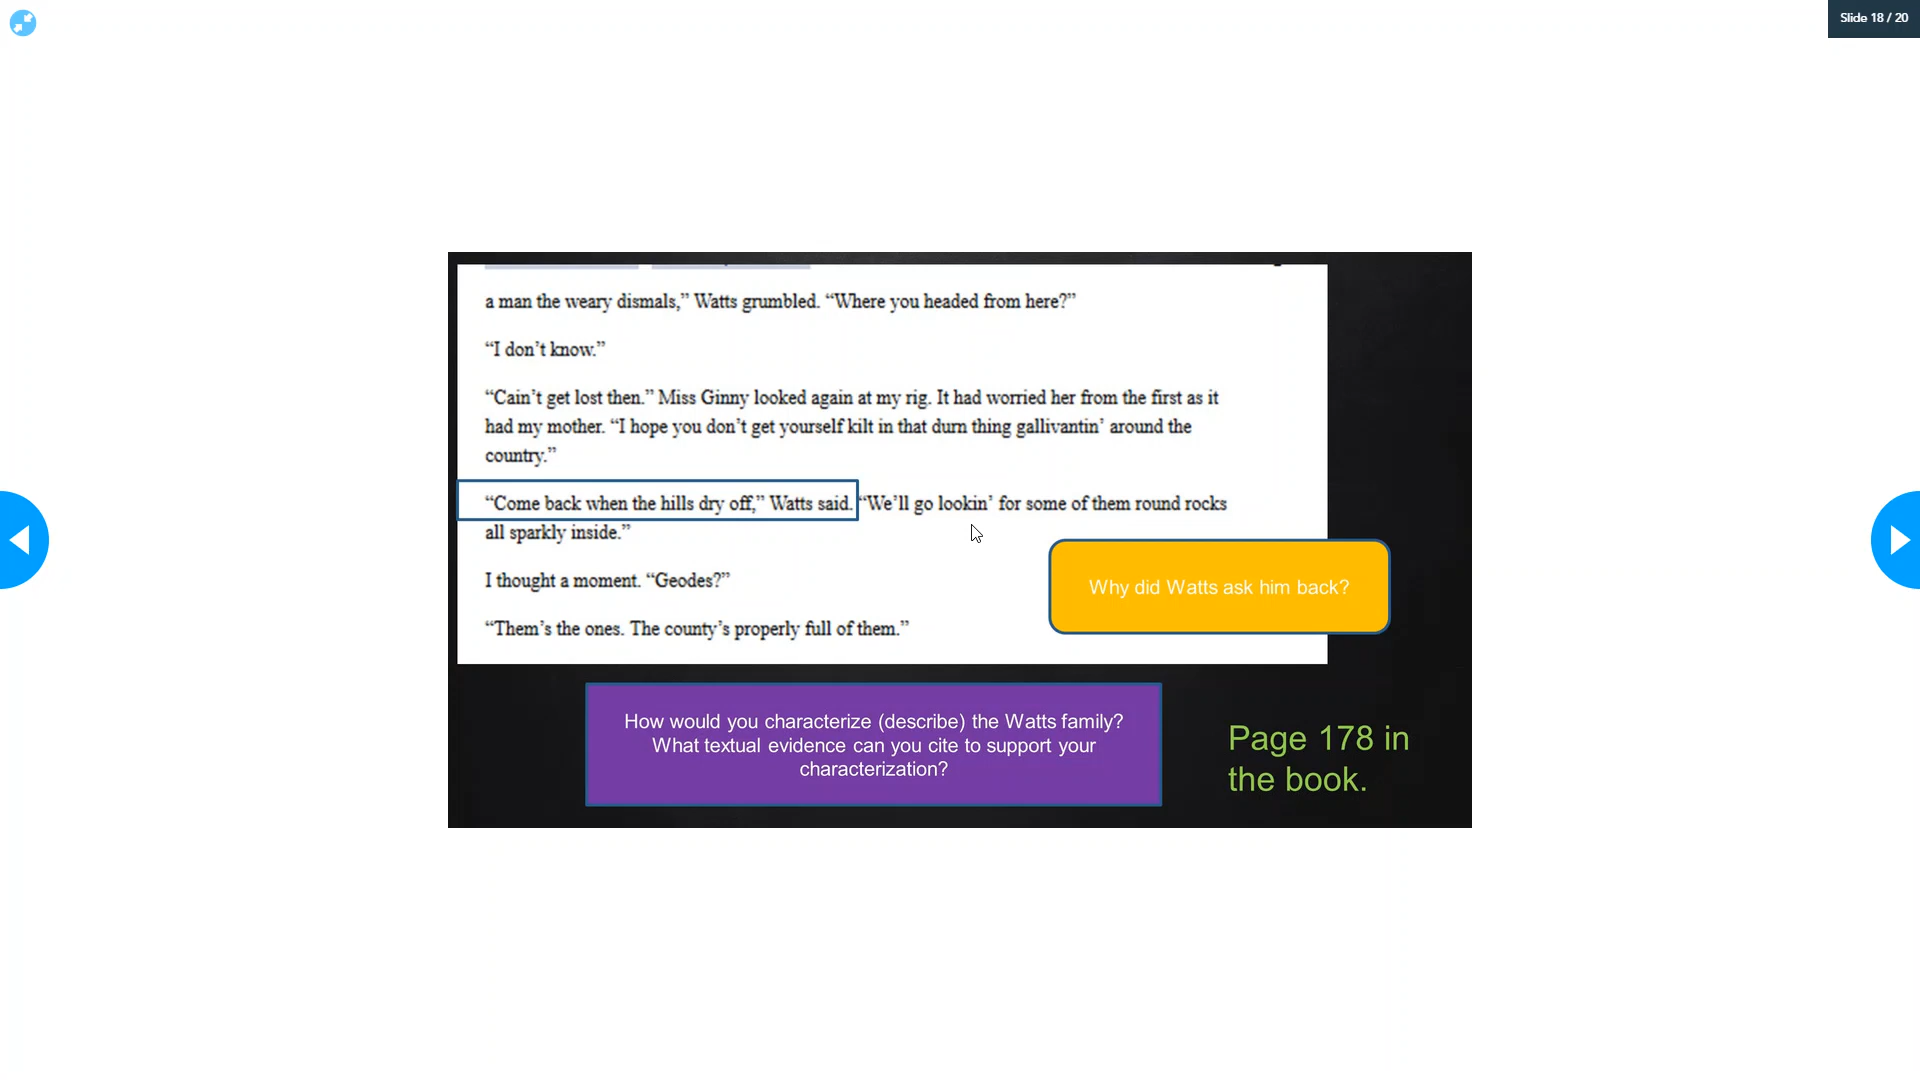 Slide 18 / 20
a man the weary dismals,” Watts grumbled. “Where you headed from here?”
“I don’t know.”
“Cain’t get lost then.” Miss Ginny looked again at my rig. It had worried her from the first as it
had my mother. “I hope you don’t get yourself kilt in that durn thing gallivantin’ around the
country.”
“Come back when the hills dry off,” Watts said. “We’ll go lookin’ for some of them round rocks
all sparkly inside.”
I thought a moment. “Geodes?”
“Them’s the ones. The county’s properly full of them.”
Why did Watts ask him back?
How would you characterize (describe) the Watts family?
What textual evidence can you cite to support your
characterization?
Page 178 in
the book.